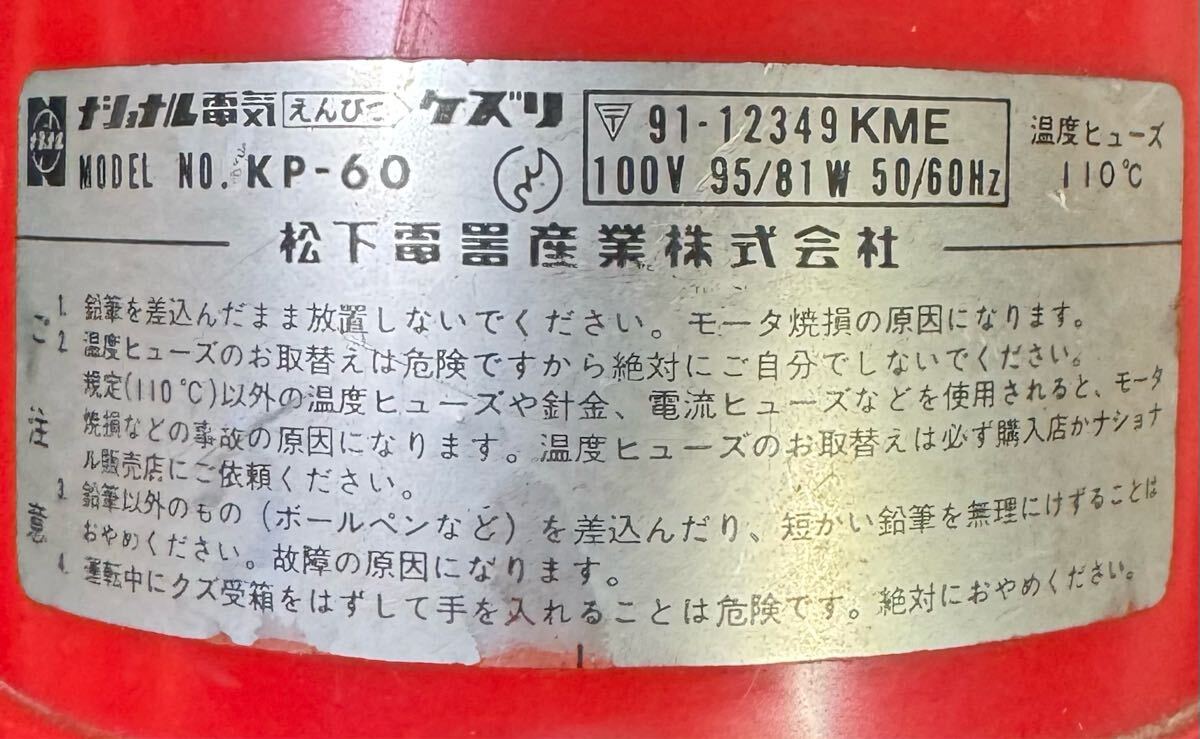 ナショナル電気えんぴつケズリ
MODEL NO. KP-60
〒 91-12349 KME
100V 95/81W 50/60Hz
温度ヒューズ
110℃
松下電器産業株式会社
ご注意
1. 鉛筆を差込んだまま放置しないでください。モータ焼損の原因になります。
2. 温度ヒューズのお取替えは危険ですから絶対にご自分でしないでください。
規定(110℃)以外の温度ヒューズや針金、電流ヒューズなどを使用されると、モータ
焼損などの事故の原因になります。温度ヒューズのお取替えは必ず購入店かナショナ
ル販売店にご依頼ください。
3. 鉛筆以外のもの(ボールペンなど)を差込んだり、短かい鉛筆を無理にけずることは
おやめください。故障の原因になります。
4. 運転中にクズ受箱をはずして手を入れることは危険です。絶対におやめください。